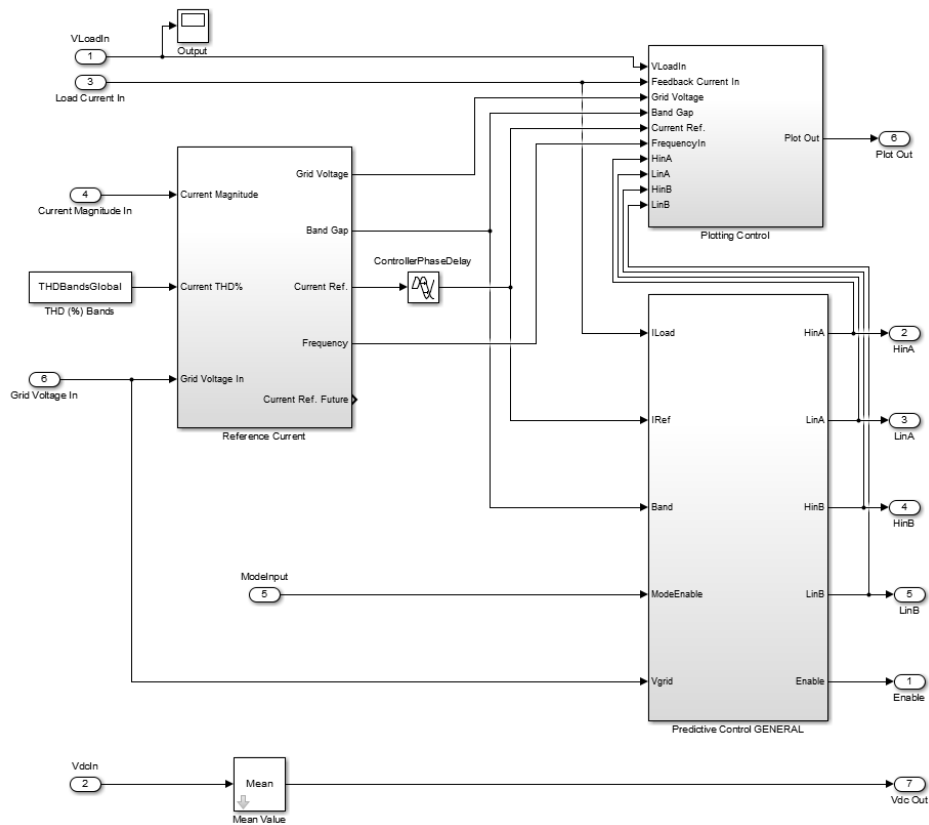 VLoadIn
1
Output
3
Load Current In
VLoadIn
Feedback Current In
Grid Voltage
Band Gap
Current Ref.
FrequencyIn
HinA
LinA
HinB
LinB
Plot Out
6
Plot Out
Plotting Control
4
Current Magnitude In
Current Magnitude
Grid Voltage
Band Gap
THDBandsGlobal
THD (%) Bands
Current THD%
Current Ref.
ControllerPhaseDelay
Frequency
6
Grid Voltage In
Grid Voltage In
Current Ref. Future
Reference Current
ILoad
HinA
2
HinA
IRef
LinA
3
LinA
Band
HinB
4
HinB
ModeInput
5
ModeEnable
LinB
5
LinB
Vgrid
Enable
1
Enable
Predictive Control GENERAL
VdcIn
2
Mean
Mean Value
7
Vdc Out